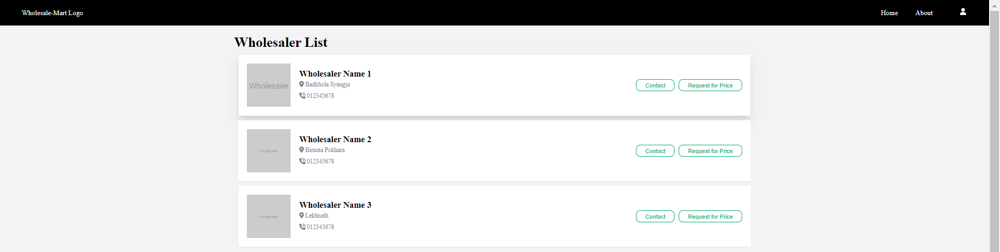 Wholesale-Mart Logo
Home
About
Wholesaler List
Wholesaler
Wholesaler Name 1
Badkhola Syangja
012345678
Contact
Request for Price
Wholesaler
Wholesaler Name 2
Birauta Pokhara
012345678
Contact
Request for Price
Wholesaler
Wholesaler Name 3
Lekhnath
012345678
Contact
Request for Price